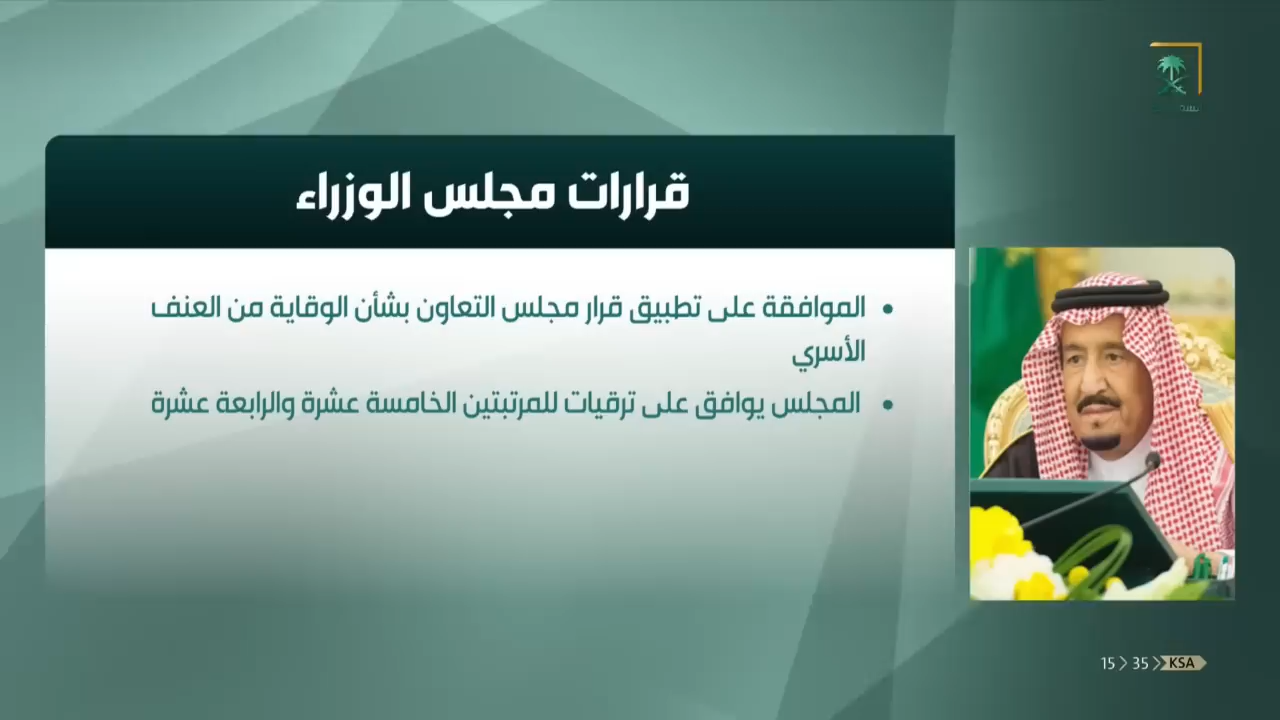 قرارات مجلس الوزراء
• الموافقة على تطبيق قرار مجلس التعاون بشأن الوقاية من العنف
الأسري
• المجلس يوافق على ترقيات للمرتبتين الخامسة عشرة والرابعة عشرة
15 > 35 > KSA